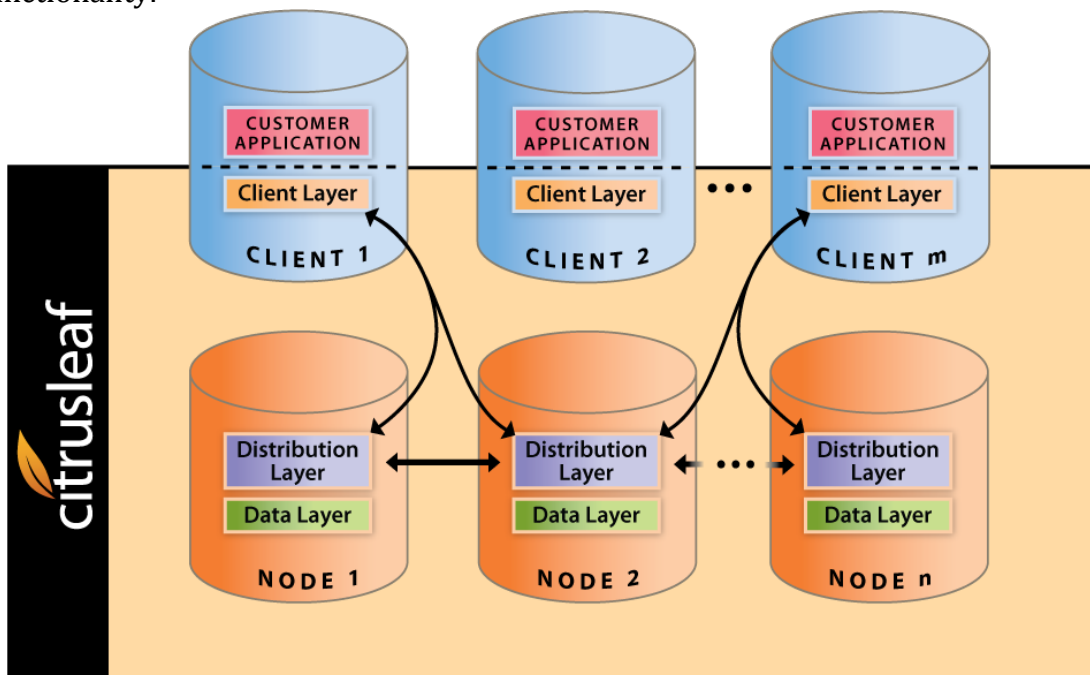 nctionality.
CUSTOMER
APPLICATION
CUSTOMER
APPLICATION
CUSTOMER
APPLICATION
Client Layer
Client Layer
•••
Client Layer
CLIENT 1
CLIENT 2
CLIENT m
citrusleaf
Distribution
Layer
Distribution
Layer
•••
Distribution
Layer
Data Layer
Data Layer
Data Layer
NODE 1
NODE 2
NODE n